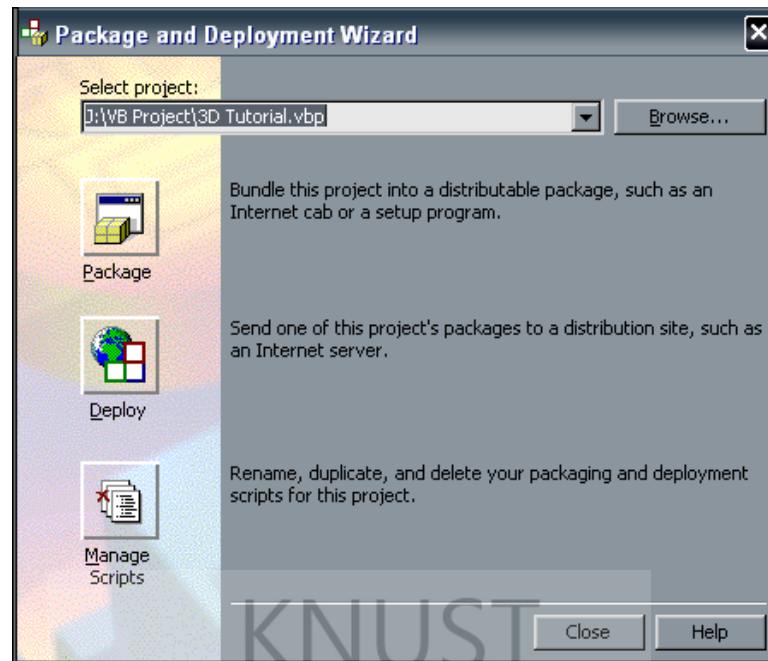 Package and Deployment Wizard
Select project:
J:\VB Project\3D Tutorial.vbp
Browse...
Bundle this project into a distributable package, such as an
Internet cab or a setup program.
Package
Send one of this project's packages to a distribution site, such as
an Internet server.
Deploy
Rename, duplicate, and delete your packaging and deployment
scripts for this project.
Manage
Scripts
KNUST
Close
Help